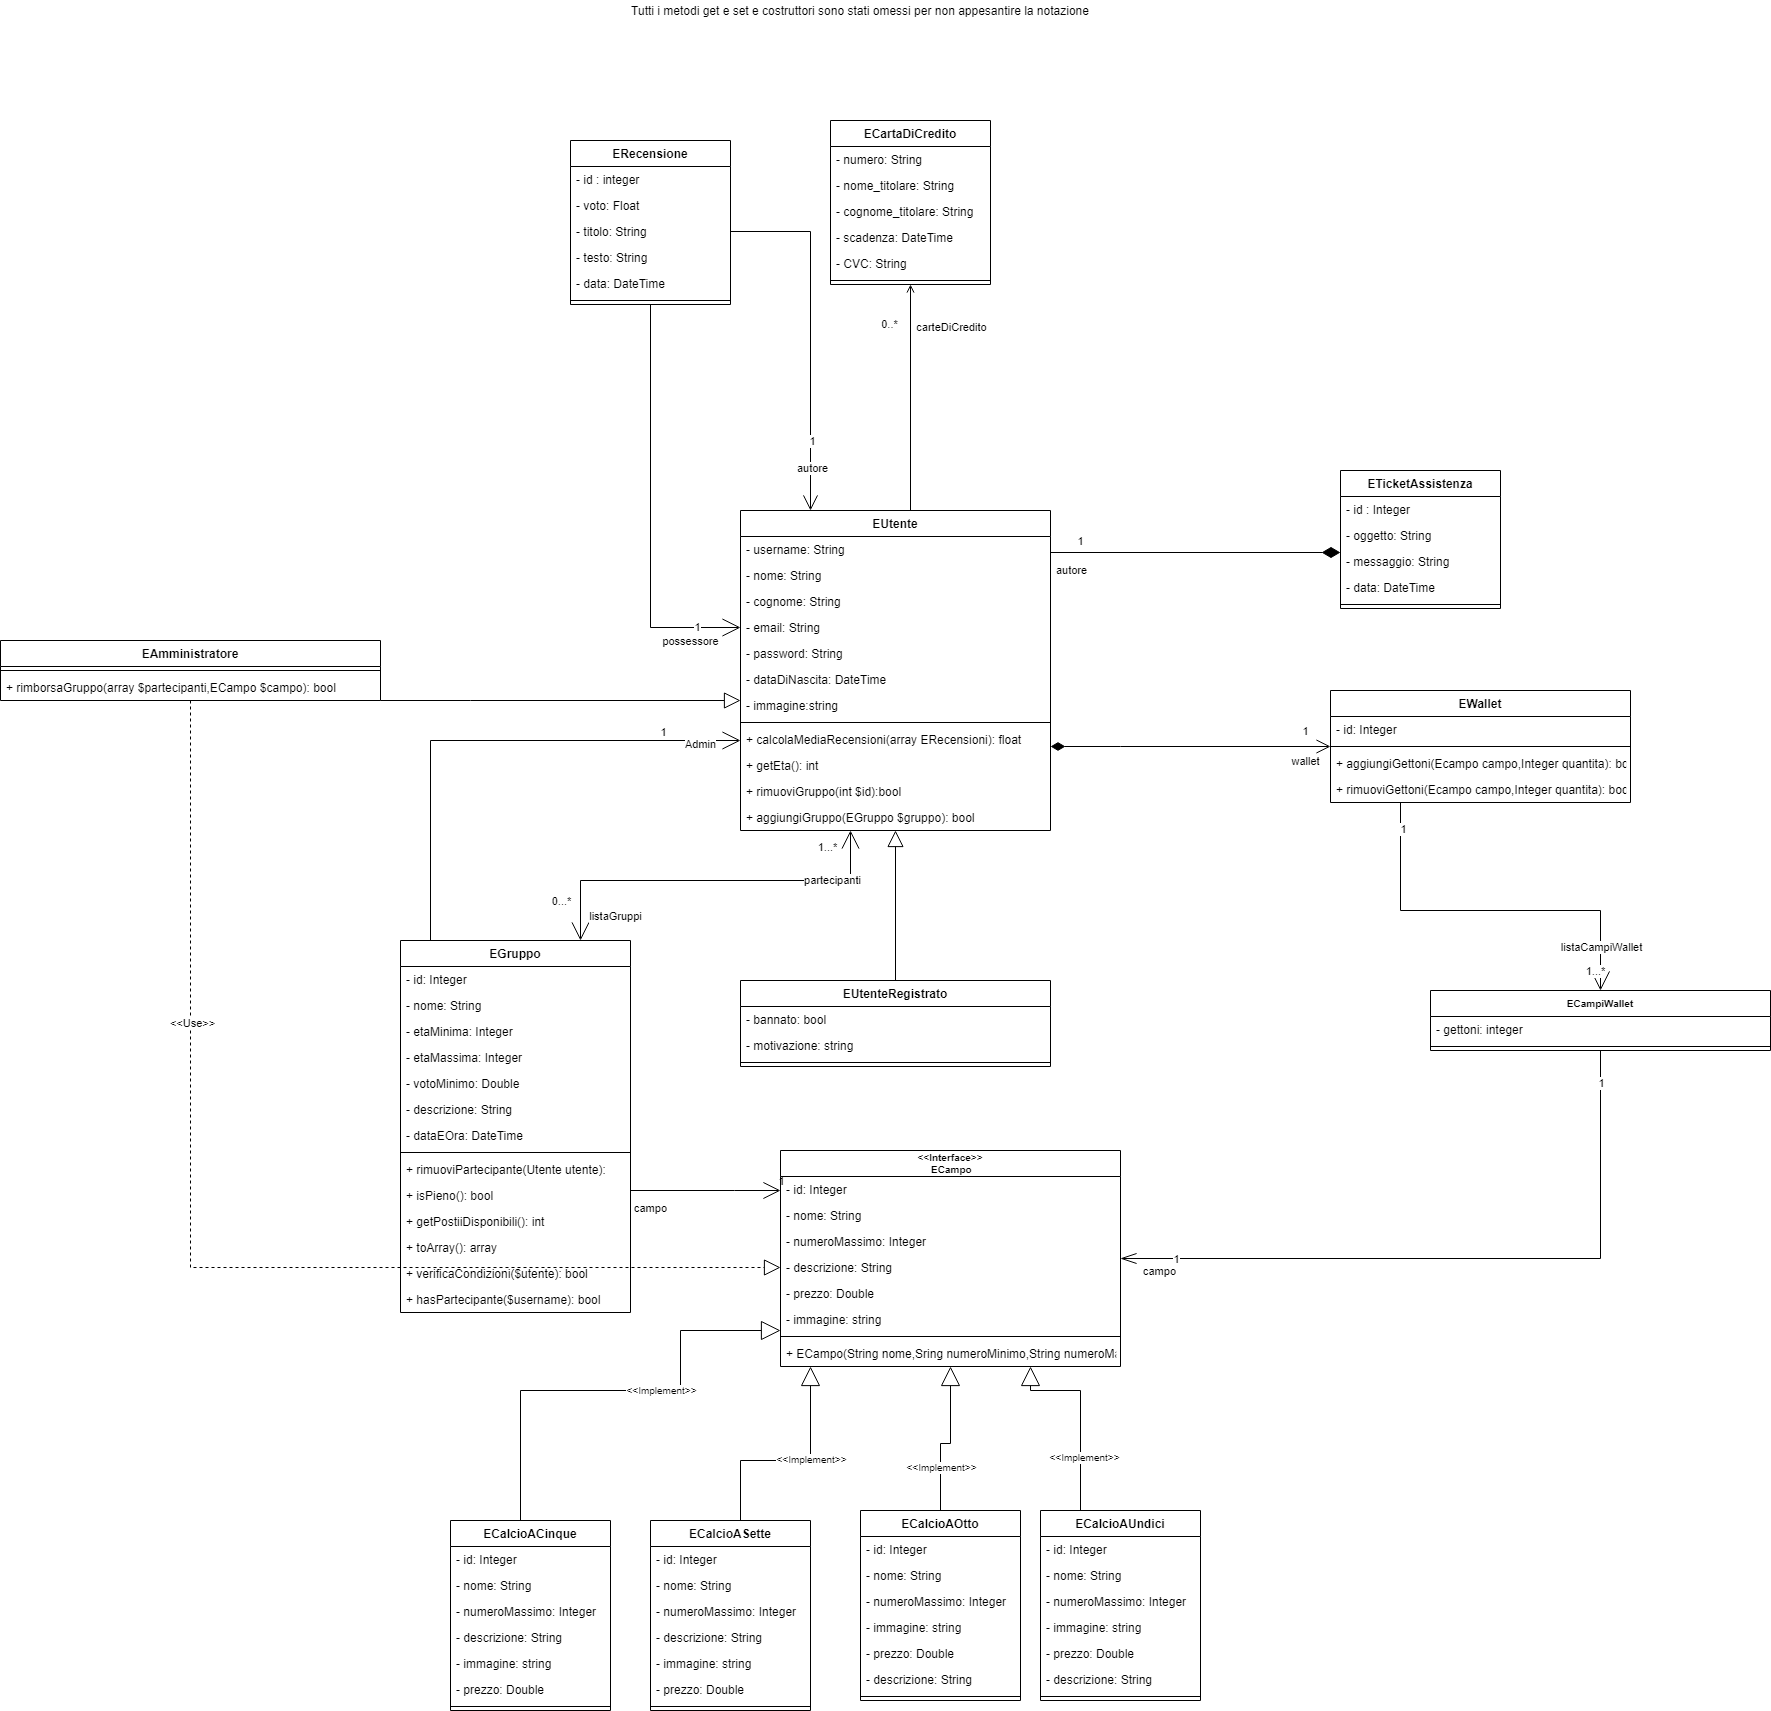 Tutti i metodi get e set e costruttori sono stati omessi per non appesantire la notazione
ECartaDiCredito
- numero: String
- nome_titolare: String
- cognome_titolare: String
- scadenza: DateTime
- CVC: String
ERecensione
- id : integer
- voto: Float
- titolo: String
- testo: String
- data: DateTime
0..*
carteDiCredito
1
autore
ETicketAssistenza
- id : Integer
- oggetto: String
- messaggio: String
- data: DateTime
EUtente
- username: String
- nome: String
- cognome: String
- email: String
- password: String
- dataDiNascita: DateTime
- immagine:string
+ calcolaMediaRecensioni(array ERecensioni): float
+ getEta(): int
+ rimuoviGruppo(int $id):bool
+ aggiungiGruppo(EGruppo $gruppo): bool
1
autore
1
possessore
EAmministratore
+ rimborsaGruppo(array $partecipanti,ECampo $campo): bool
1
Admin
1
wallet
EWallet
- id: Integer
+ aggiungiGettoni(Ecampo campo,Integer quantita): bo
+ rimuoviGettoni(Ecampo campo,Integer quantita): boo
1
1...*
partecipanti
0...*
listaGruppi
listaCampiWallet
1...*
EGruppo
- id: Integer
- nome: String
- etaMinima: Integer
- etaMassima: Integer
- votoMinimo: Double
- descrizione: String
- dataEOra: DateTime
+ rimuoviPartecipante(Utente utente):
+ isPieno(): bool
+ getPostiiDisponibili(): int
+ toArray(): array
+ verificaCondizioni($utente): bool
+ hasPartecipante($username): bool
EUtenteRegistrato
- bannato: bool
- motivazione: string
ECampiWallet
- gettoni: integer
<<Use>>
1
<<Interface>>
ECampo
- id: Integer
- nome: String
- numeroMassimo: Integer
- descrizione: String
- prezzo: Double
- immagine: string
+ ECampo(String nome,Sring numeroMinimo,String numeroMa
1
campo
1
campo
<<Implement>>
<<Implement>>
<<Implement>>
<<Implement>>
ECalcioACinque
- id: Integer
- nome: String
- numeroMassimo: Integer
- descrizione: String
- immagine: string
- prezzo: Double
ECalcioASette
- id: Integer
- nome: String
- numeroMassimo: Integer
- descrizione: String
- immagine: string
- prezzo: Double
ECalcioAOtto
- id: Integer
- nome: String
- numeroMassimo: Integer
- immagine: string
- prezzo: Double
- descrizione: String
ECalcioAUndici
- id: Integer
- nome: String
- numeroMassimo: Integer
- immagine: string
- prezzo: Double
- descrizione: String